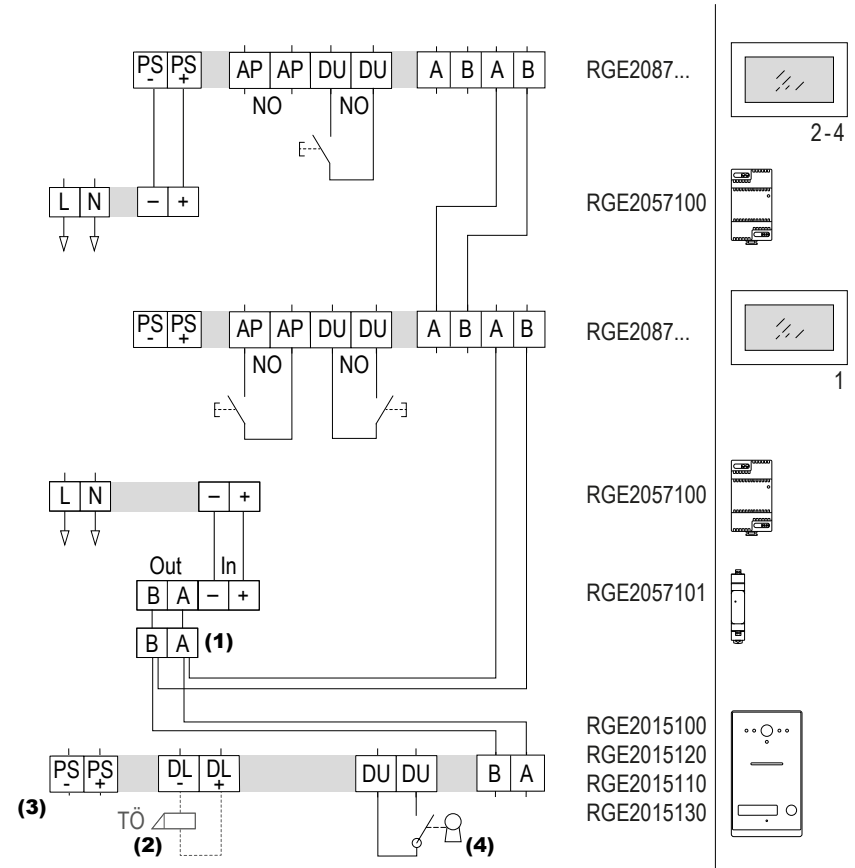 PS - PS + AP AP DU DU A B A B RGE2087...
NO NO
2-4
L N – + RGE2057100
PS - PS + AP AP DU DU A B A B RGE2087...
NO NO
1
L N – + RGE2057100
Out In
B A – + RGE2057101
B A (1)
RGE2015100
RGE2015120
PS - PS + DL - DL + DU DU B A RGE2015110
(3) RGE2015130
TÖ
(2) (4)